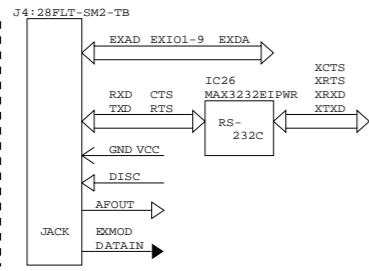 J4:28FLT-SM2-TB
EXAD EXIO1-9 EXDA
XCTS
XRTS
XRXD
XTXD
IC26
MAX3232EIPWR
RS-
232C
RXD CTS
TXD RTS
GND VCC
DISC
AFOUT
EXMOD
DATAIN
JACK